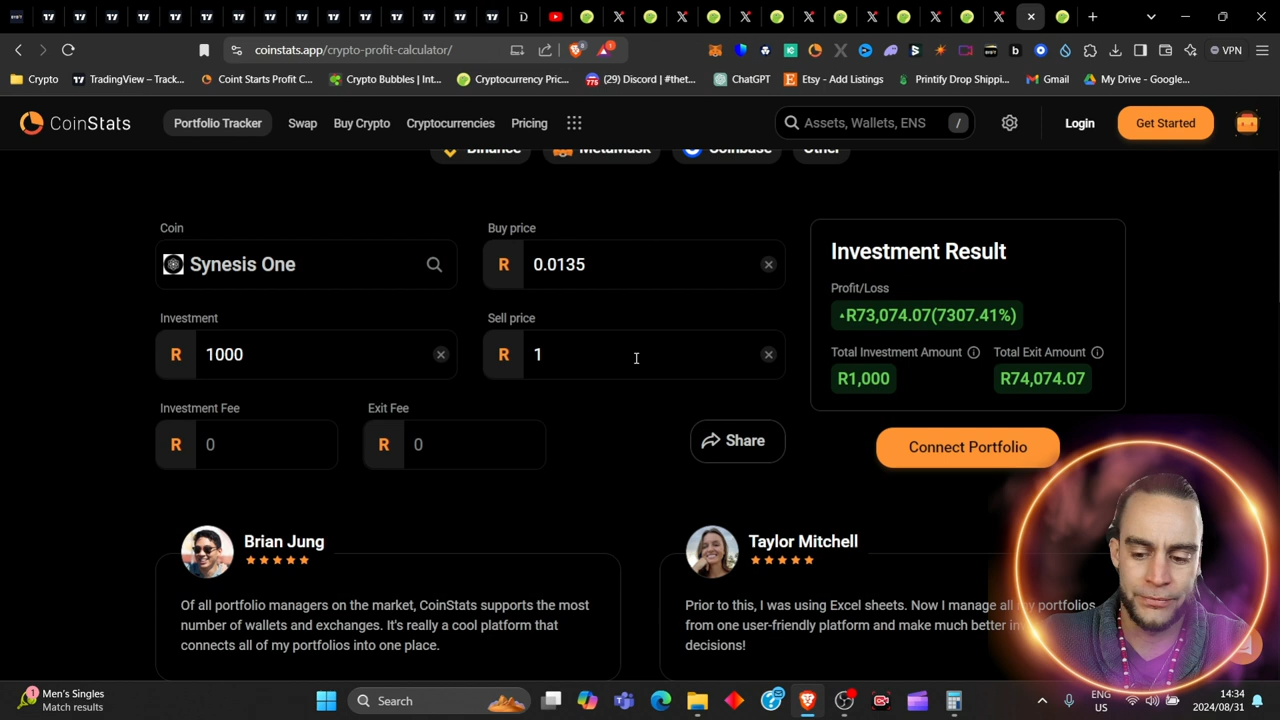 coinstats.app/crypto-profit-calculator/
VPN
Crypto
TradingView – Track...
Coint Starts Profit C...
Crypto Bubbles | Int...
Cryptocurrency Pric...
(29) Discord | #thet...
ChatGPT
Etsy - Add Listings
Printify Drop Shippi...
Gmail
My Drive - Google...
CoinStats
Portfolio Tracker
Swap
Buy Crypto
Cryptocurrencies
Pricing
Assets, Wallets, ENS
/
Login
Get Started
Binance
MetaMask
Coinbase
Other
Coin
Synesis One
Buy price
R 0.0135
Investment
R 1000
Sell price
R 1
Investment Fee
R 0
Exit Fee
R 0
Share
Investment Result
Profit/Loss
R73,074.07(7307.41%)
Total Investment Amount
Total Exit Amount
R1,000
R74,074.07
Connect Portfolio
Brian Jung
Of all portfolio managers on the market, CoinStats supports the most
number of wallets and exchanges. It's really a cool platform that
connects all of my portfolios into one place.
Taylor Mitchell
Prior to this, I was using Excel sheets. Now I manage all my portfolios
from one user-friendly platform and make much better
decisions!
Men's Singles
Match results
Search
ENG
US
14:34
2024/08/31